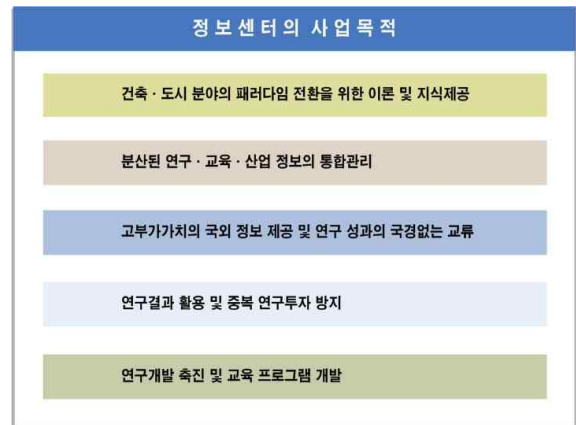 정보센터의 사업목적
건축 · 도시 분야의 패러다임 전환을 위한 이론 및 지식제공
분산된 연구 · 교육 · 산업 정보의 통합관리
고부가가치의 국외 정보 제공 및 연구 성과의 국경없는 교류
연구결과 활용 및 중복 연구투자 방지
연구개발 촉진 및 교육 프로그램 개발